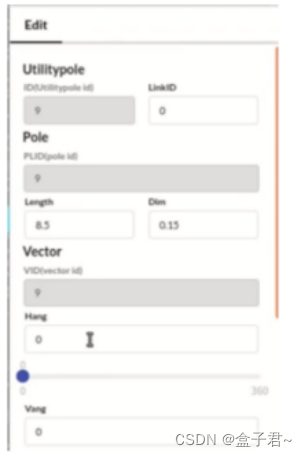 Edit
Utilitypole
ID(Utilitypole id) LinkID
9 0
Pole
PLID(pole id)
9
Length Dim
8.5 0.15
Vector
VID(vector id)
9
Hang
0
0
0 360
Vang
0
CSDN @盒子君~